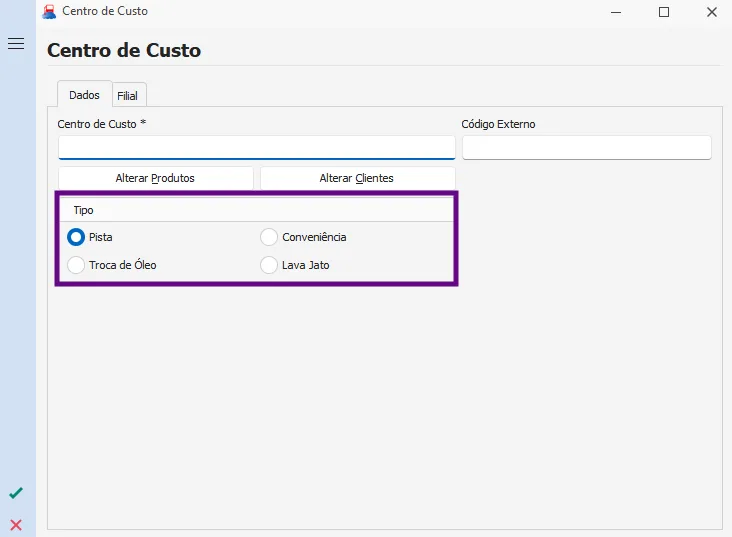 Centro de Custo
Centro de Custo
Dados
Filial
Centro de Custo *
Código Externo
Alterar Produtos
Alterar Clientes
Tipo
Pista
Conveniência
Troca de Óleo
Lava Jato